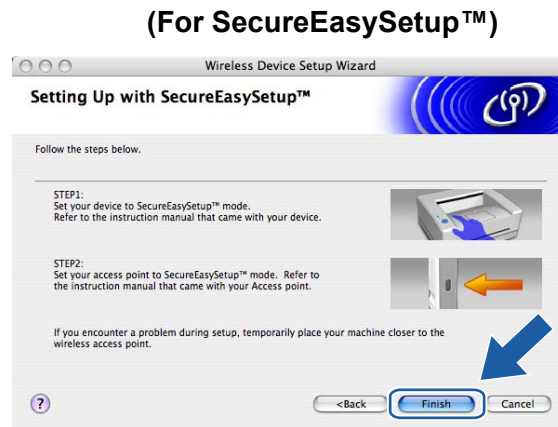 (For SecureEasySetup™)
Wireless Device Setup Wizard
Setting Up with SecureEasySetup™
Follow the steps below.
STEP1:
Set your device to SecureEasySetup™ mode.
Refer to the instruction manual that came with your device.
STEP2:
Set your access point to SecureEasySetup™ mode.  Refer to
the instruction manual that came with your Access point.
If you encounter a problem during setup, temporarily place your machine closer to the
wireless access point.
? <Back Finish Cancel